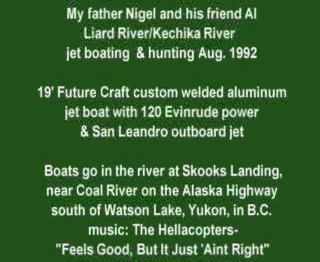 My father Nigel and his friend Al
Liard River/Kechika River
jet boating & hunting Aug. 1992
19' Future Craft custom welded aluminum
jet boat with 120 Evinrude power
& San Leandro outboard jet
Boats go in the river at Skooks Landing,
near Coal River on the Alaska Highway
south of Watson Lake, Yukon, in B.C.
music: The Hellacopters-
"Feels Good, But It Just 'Aint Right"